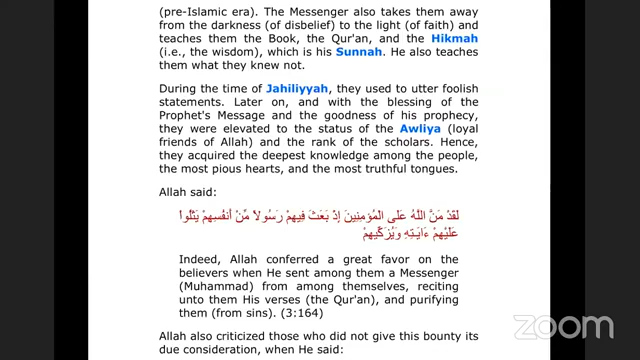 (pre-Islamic era). The Messenger also takes them away
from the darkness (of disbelief) to the light (of faith) and
teaches them the Book, the Qur'an, and the Hikmah
(i.e., the wisdom), which is his Sunnah. He also teaches
them what they knew not.
During the time of Jahiliyyah, they used to utter foolish
statements. Later on, and with the blessing of the
Prophet's Message and the goodness of his prophecy,
they were elevated to the status of the Awliya (loyal
friends of Allah) and the rank of the scholars. Hence,
they acquired the deepest knowledge among the people,
the most pious hearts, and the most truthful tongues.
Allah said:
لَقَدْ مَنَّ اللَّهُ عَلَى الْمُؤمِنِينَ إِذْ بَعَثَ فِيهِمْ رَسُولاً مِّنْ أَنفُسِهِمْ يَتْلُواْ
عَلَيْهِمْ ءَايَـتِهِ وَيُزَكِّيهِمْ
Indeed, Allah conferred a great favor on the
believers when He sent among them a Messenger
(Muhammad) from among themselves, reciting
unto them His verses (the Qur'an), and purifying
them (from sins). (3:164)
Allah also criticized those who did not give this bounty its
due consideration, when He said:
zoom